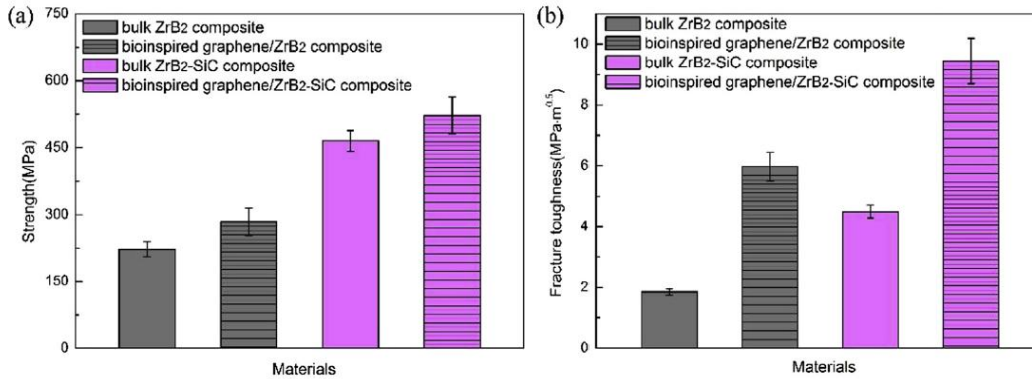 (a)
750
600
450
300
150
0
Strength(MPa)
bulk ZrB2 composite
bioinspired graphene/ZrB2 composite
bulk ZrB2-SiC composite
bioinspired graphene/ZrB2-SiC composite
Materials
(b)
10
8
6
4
2
0
Fracture toughness(MPa·m^0.5)
bulk ZrB2 composite
bioinspired graphene/ZrB2 composite
bulk ZrB2-SiC composite
bioinspired graphene/ZrB2-SiC composite
Materials